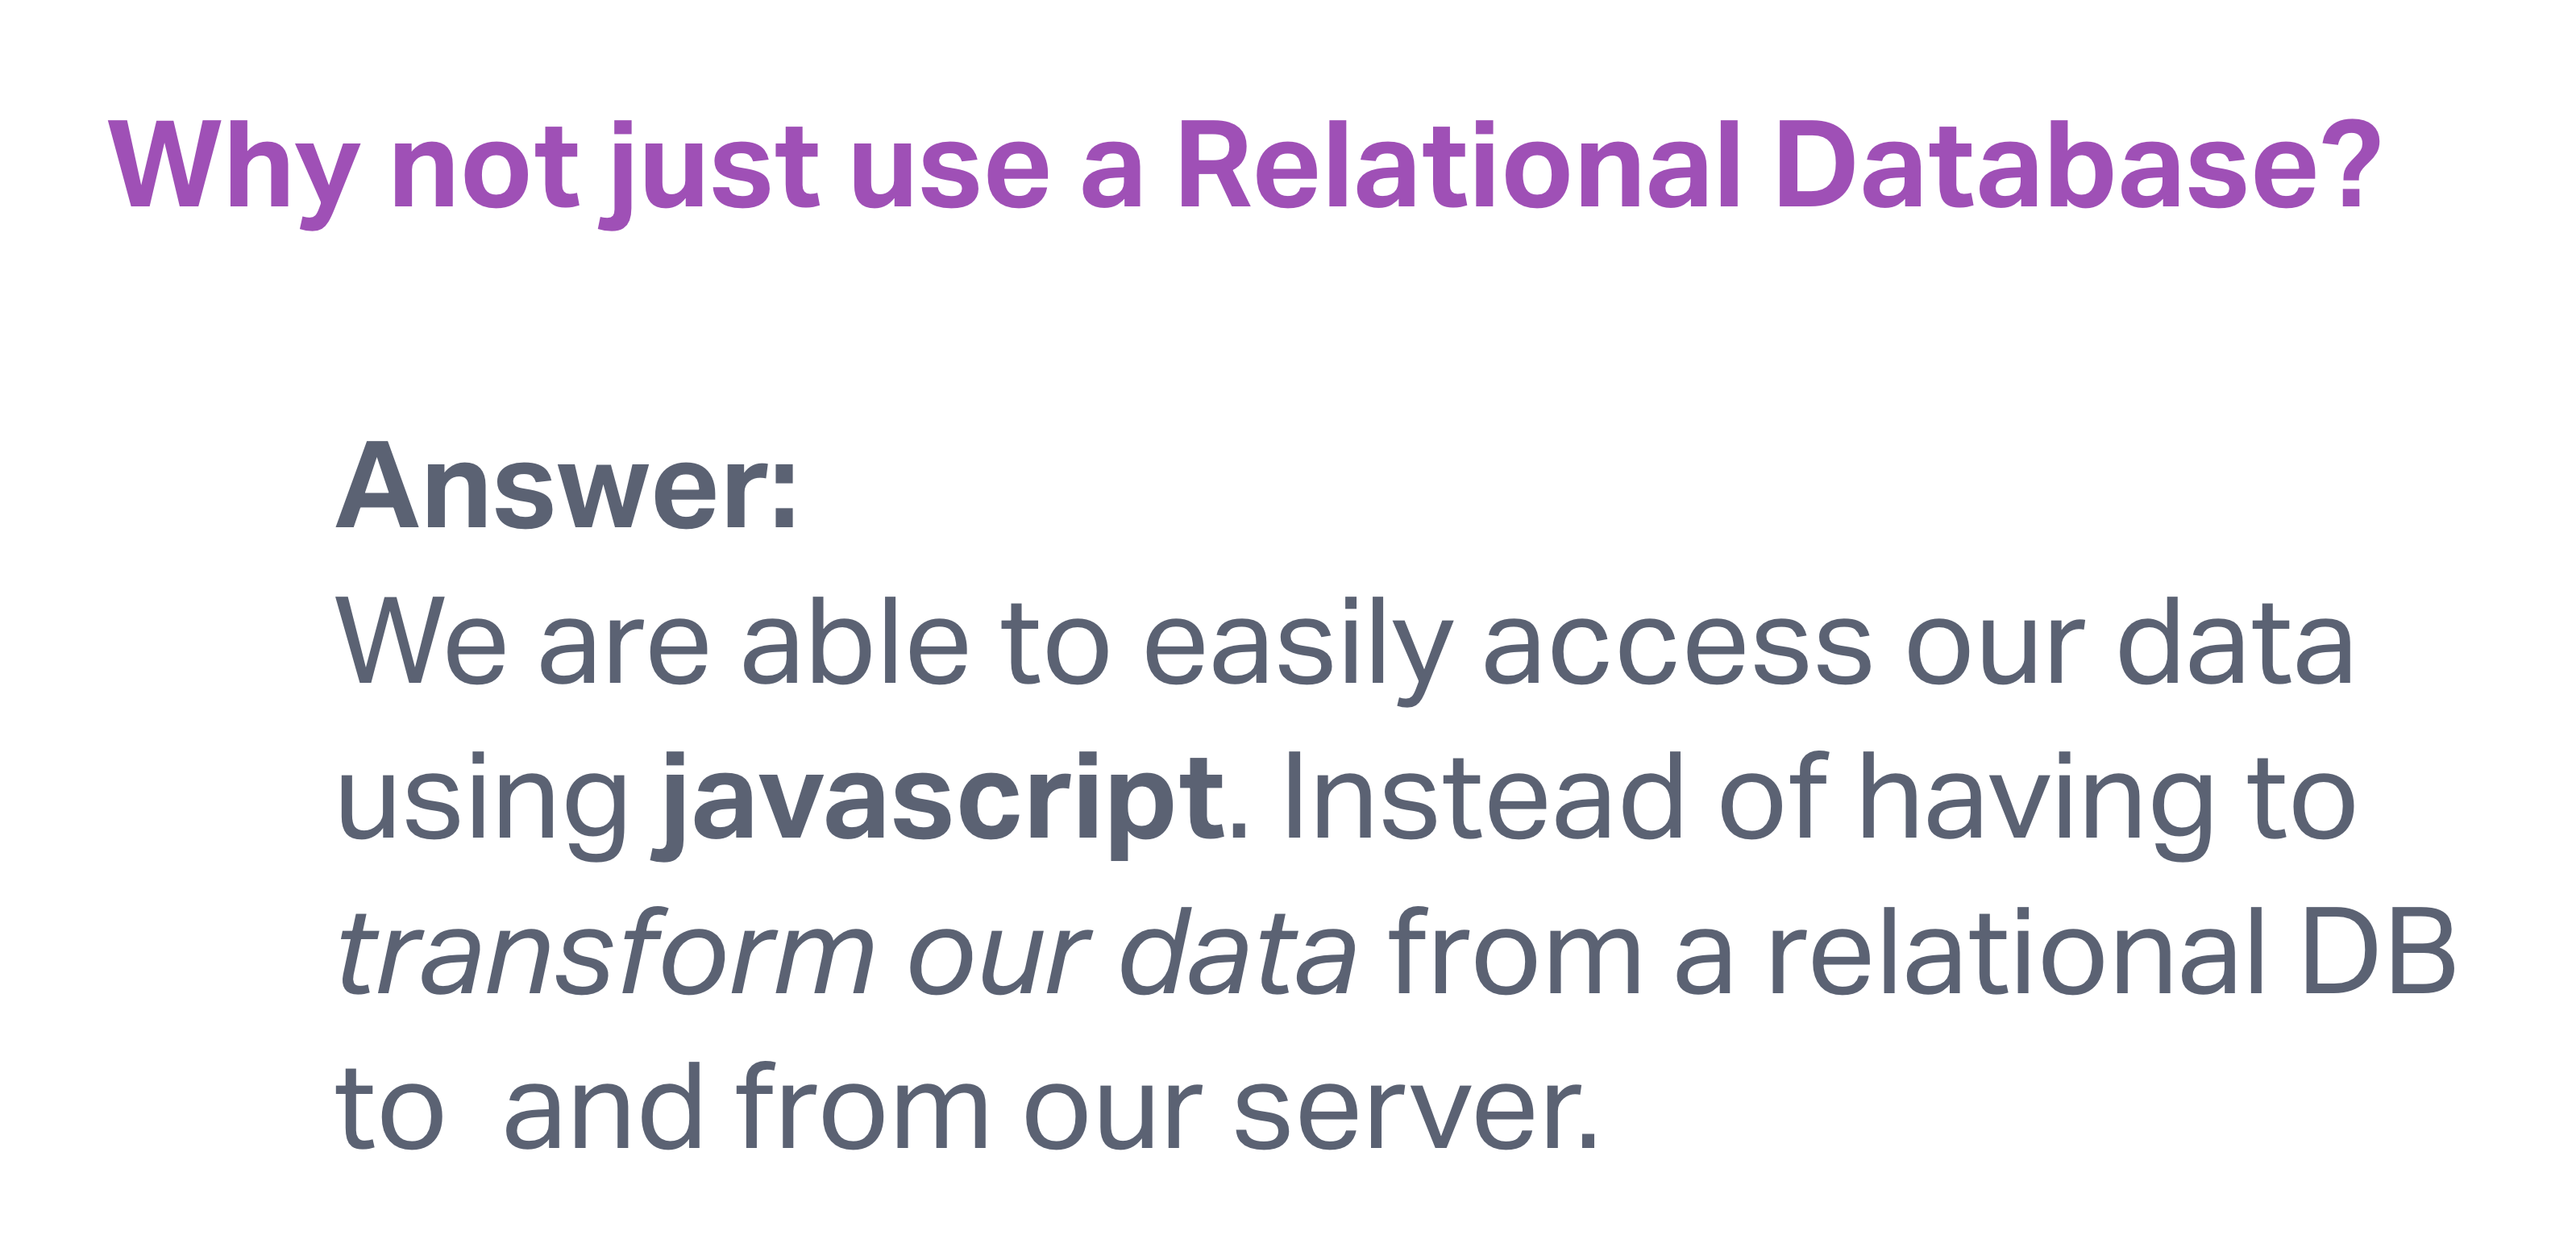 Why not just use a Relational Database?
Answer:
We are able to easily access our data
using javascript. Instead of having to
transform our data from a relational DB
to  and from our server.